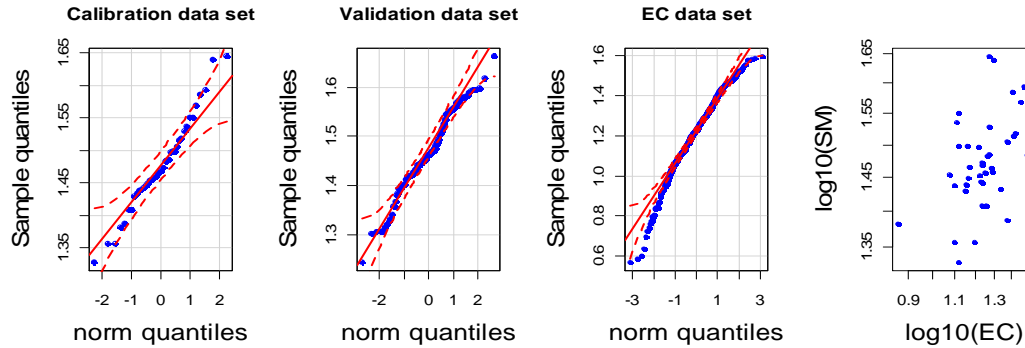 Calibration data set
Validation data set
EC data set
Sample quantiles
1.35 1.45 1.55 1.65
-2 -1 0 1 2
norm quantiles
Sample quantiles
1.3 1.4 1.5 1.6
-2 0 1 2
norm quantiles
Sample quantiles
0.6 0.8 1.0 1.2 1.4 1.6
-3 -1 0 1 2 3
norm quantiles
log10(SM)
1.35 1.45 1.55 1.65
0.9 1.1 1.3
log10(EC)